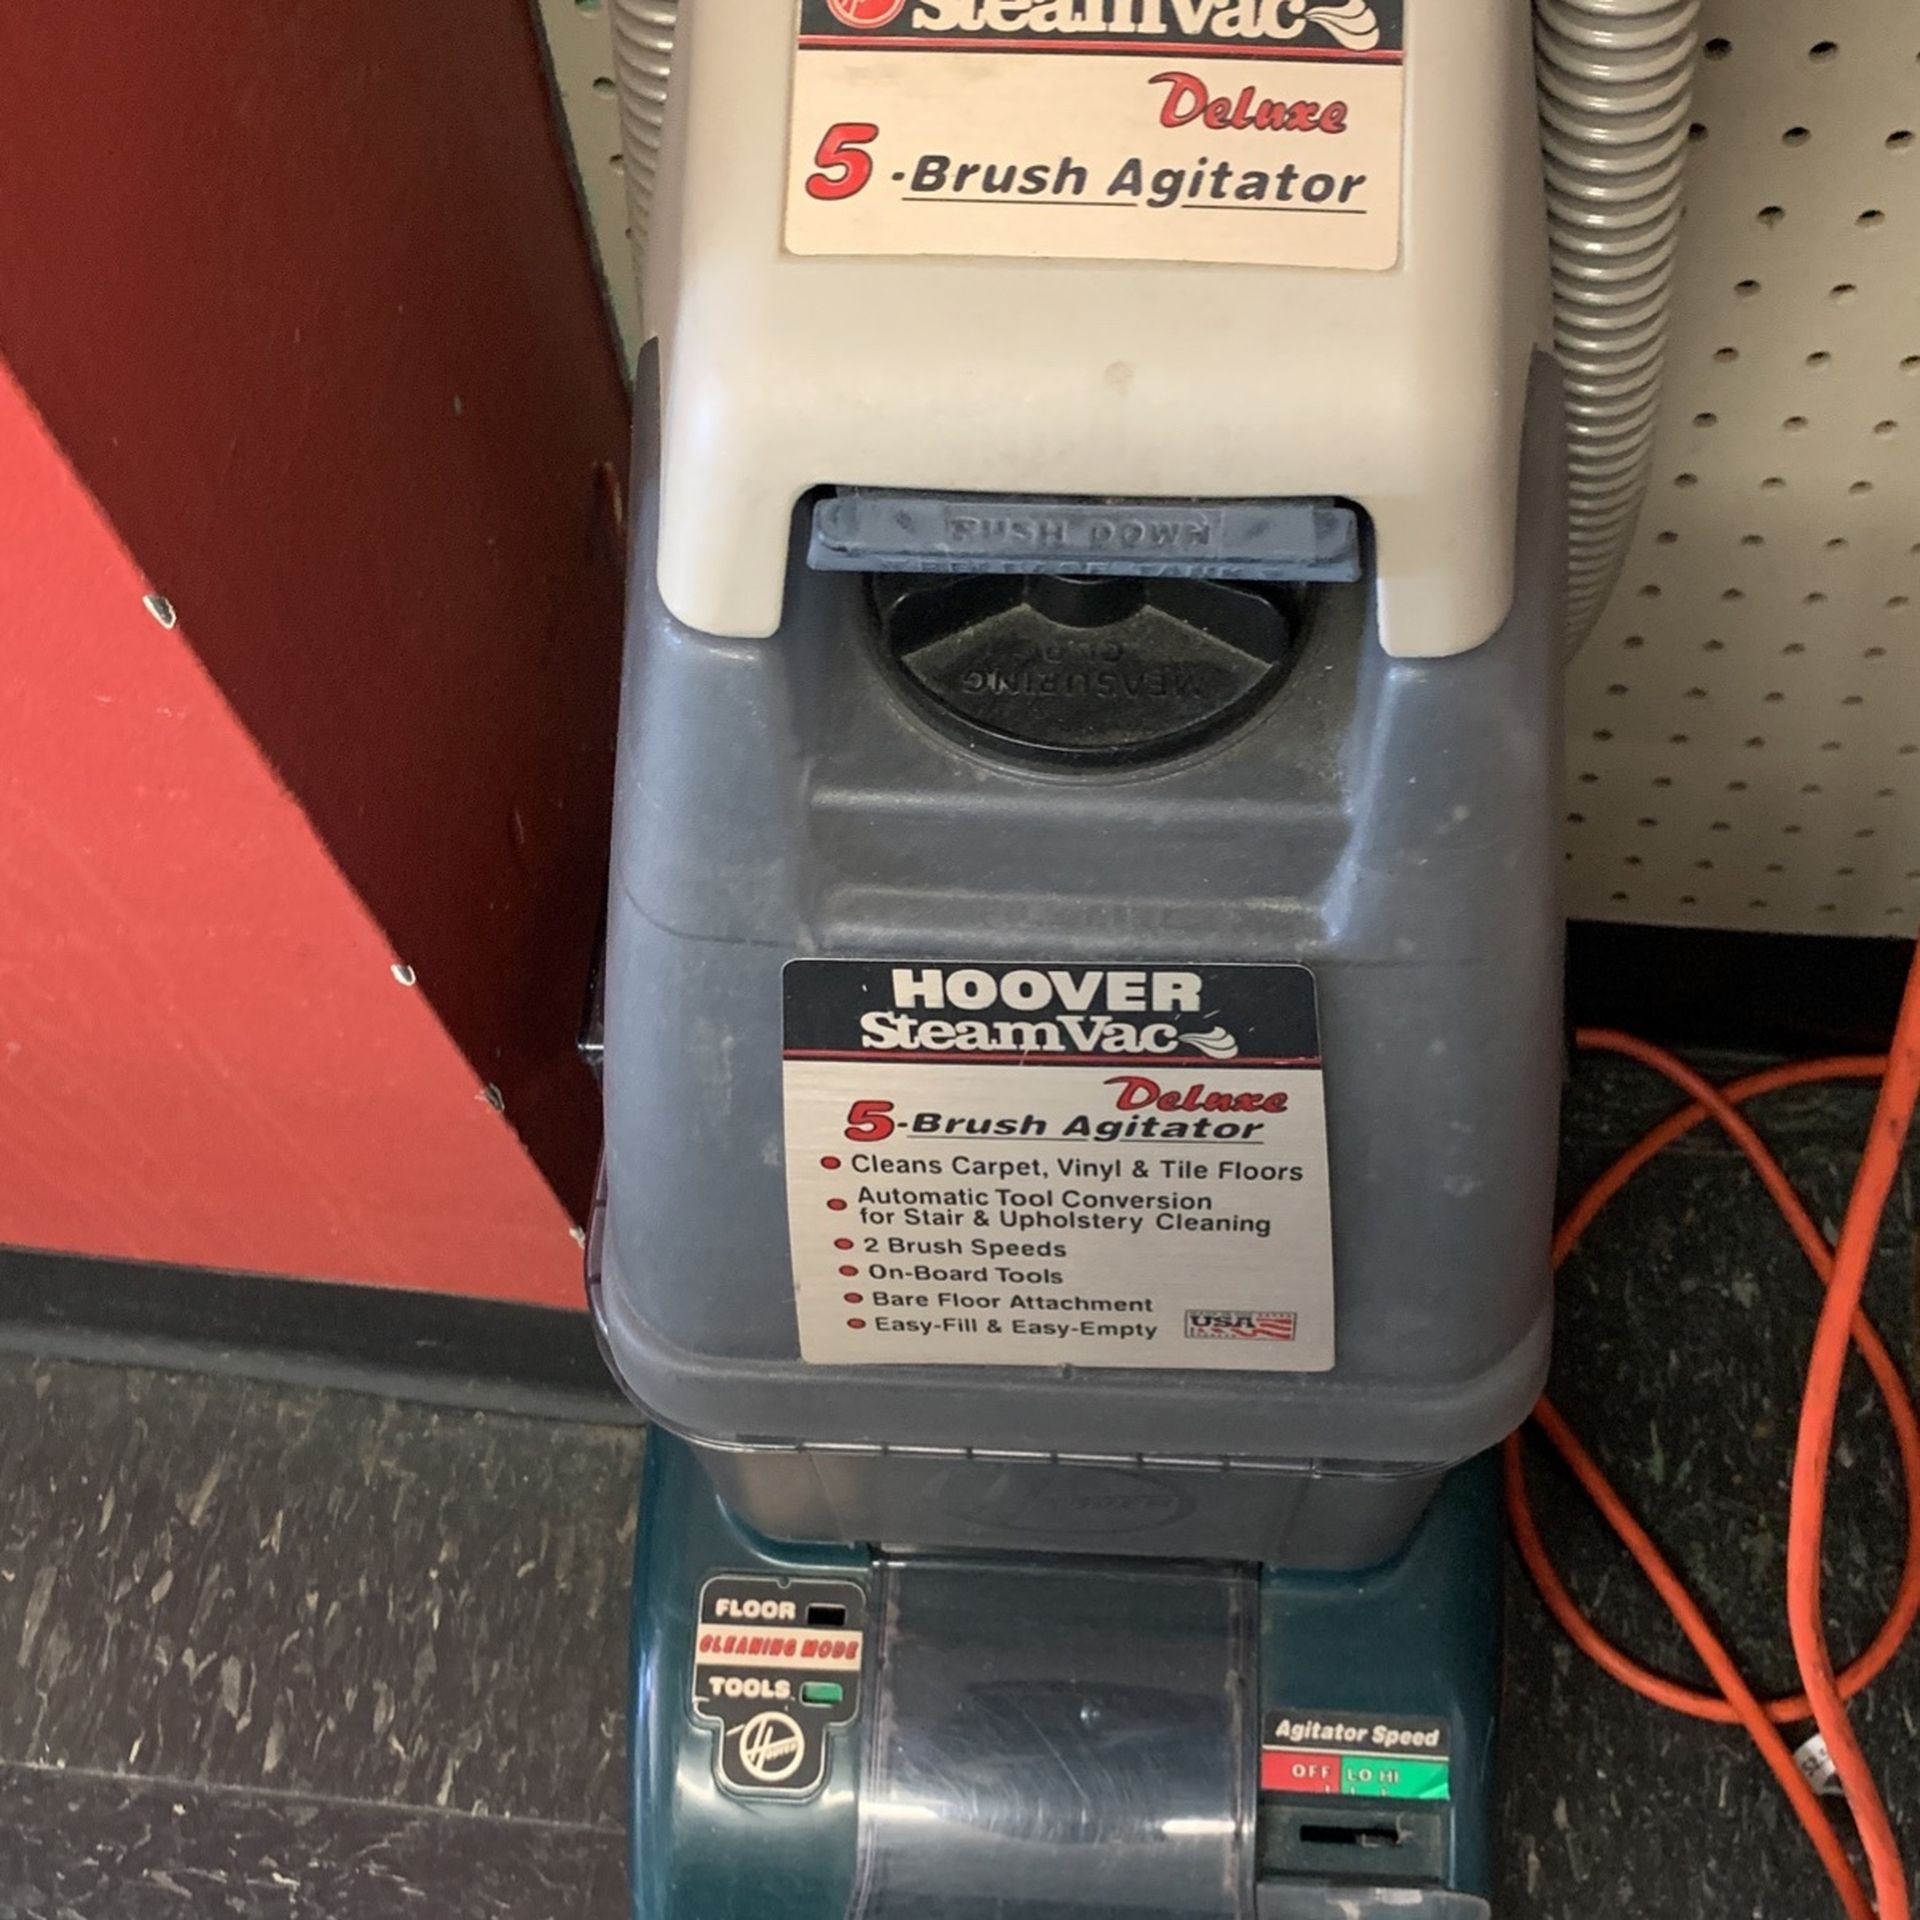 SteamVac
Deluxe
5-Brush Agitator
PUSH DOWN
MEASURING
HOOVER
SteamVac
Deluxe
5-Brush Agitator
Cleans Carpet, Vinyl & Tile Floors
Automatic Tool Conversion
for Stair & Upholstery Cleaning
2 Brush Speeds
On-Board Tools
Bare Floor Attachment
Easy-Fill & Easy-Empty
USA
FLOOR
CLEANING MODE
TOOLS
HOOVER
Agitator Speed
OFF LO HI